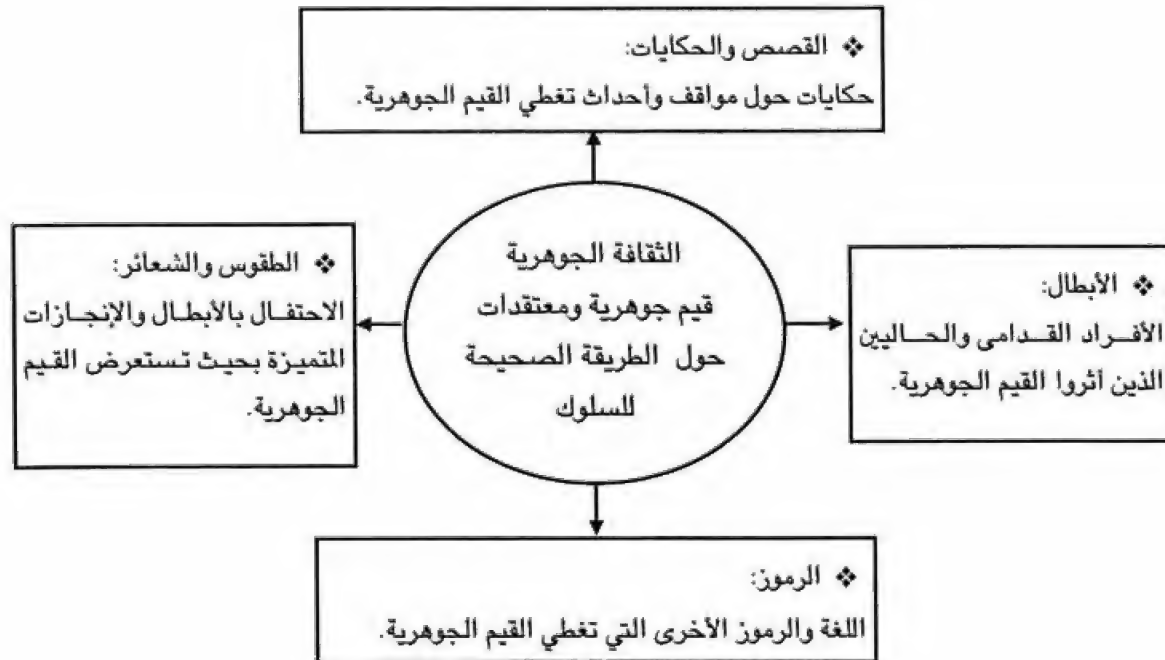 ❖ القصص والحكايات:
حكايات حول مواقف وأحداث تغطي القيم الجوهرية.
الثقافة الجوهرية
قيم جوهرية ومعتقدات
حول الطريقة الصحيحة
للسلوك
❖ الأبطال:
الأفراد القدامى والحاليين
الذين أثروا القيم الجوهرية.
❖ الطقوس والشعائر:
الاحتفال بالأبطال والإنجازات
المتميزة بحيث تستعرض القيم
الجوهرية.
❖ الرموز:
اللغة والرموز الأخرى التي تغطي القيم الجوهرية.